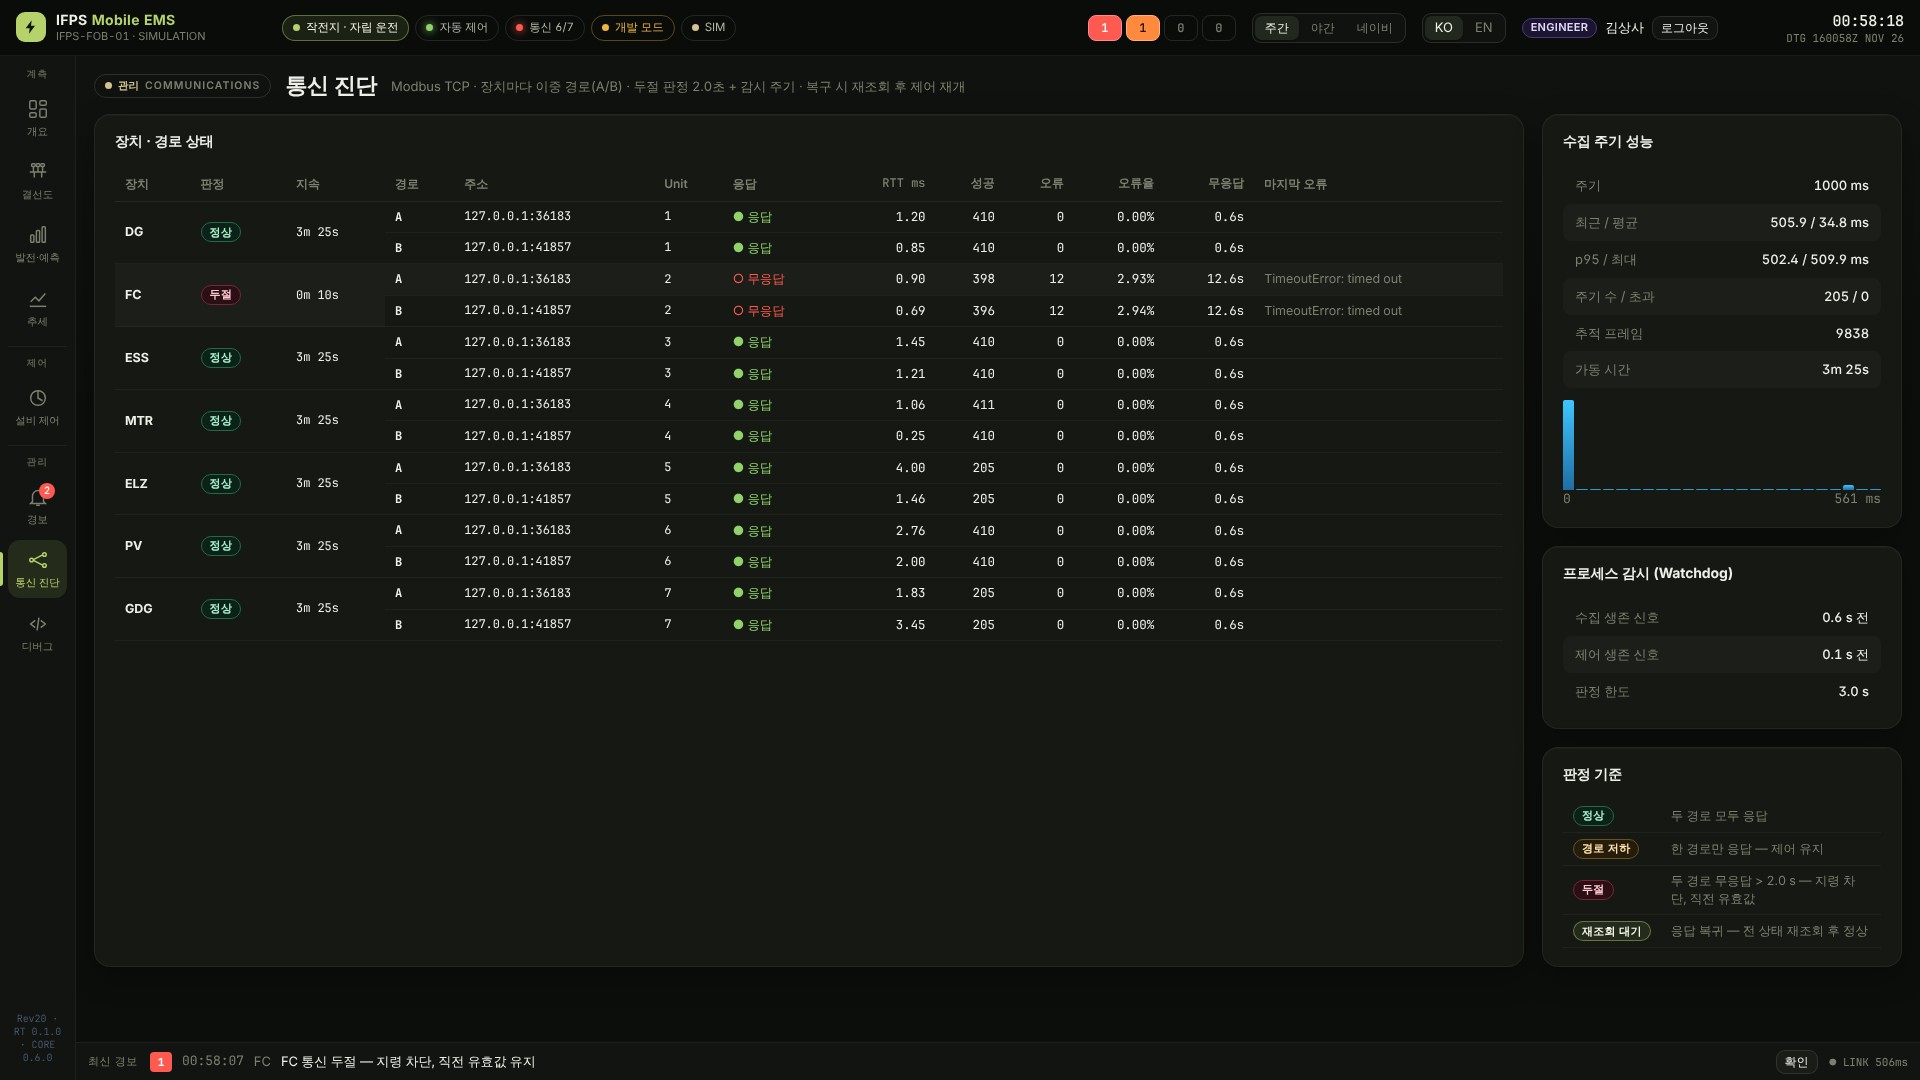 IFPS Mobile EMS
IFPS-FOB-01 · SIMULATION
작전지 · 자립 운전
자동 제어
통신 6/7
개발 모드
SIM
1 1 0 0
주간 야간 네이비
KO EN
ENGINEER 김상사 로그아웃
00:58:18
DTG 160058Z NOV 26
계측
개요
결선도
발전·예측
추세
제어
설비 제어
관리
2
경보
통신 진단
디버그
Rev20 ·
RT 0.1.0
· CORE
0.6.0
관리 COMMUNICATIONS
통신 진단
Modbus TCP · 장치마다 이중 경로(A/B) · 두절 판정 2.0초 + 감시 주기 · 복구 시 재조회 후 제어 재개
장치 · 경로 상태
장치 판정 지속 경로 주소 Unit 응답 RTT ms 성공 오류 오류율 무응답 마지막 오류
DG 정상 3m 25s
A 127.0.0.1:36183 1 응답 1.20 410 0 0.00% 0.6s
B 127.0.0.1:41857 1 응답 0.85 410 0 0.00% 0.6s
FC 두절 0m 10s
A 127.0.0.1:36183 2 무응답 0.90 398 12 2.93% 12.6s TimeoutError: timed out
B 127.0.0.1:41857 2 무응답 0.69 396 12 2.94% 12.6s TimeoutError: timed out
ESS 정상 3m 25s
A 127.0.0.1:36183 3 응답 1.45 410 0 0.00% 0.6s
B 127.0.0.1:41857 3 응답 1.21 410 0 0.00% 0.6s
MTR 정상 3m 25s
A 127.0.0.1:36183 4 응답 1.06 411 0 0.00% 0.6s
B 127.0.0.1:41857 4 응답 0.25 410 0 0.00% 0.6s
ELZ 정상 3m 25s
A 127.0.0.1:36183 5 응답 4.00 205 0 0.00% 0.6s
B 127.0.0.1:41857 5 응답 1.46 205 0 0.00% 0.6s
PV 정상 3m 25s
A 127.0.0.1:36183 6 응답 2.76 410 0 0.00% 0.6s
B 127.0.0.1:41857 6 응답 2.00 410 0 0.00% 0.6s
GDG 정상 3m 25s
A 127.0.0.1:36183 7 응답 1.83 205 0 0.00% 0.6s
B 127.0.0.1:41857 7 응답 3.45 205 0 0.00% 0.6s
수집 주기 성능
주기 1000 ms
최근 / 평균 505.9 / 34.8 ms
p95 / 최대 502.4 / 509.9 ms
주기 수 / 초과 205 / 0
추적 프레임 9838
가동 시간 3m 25s
0 561 ms
프로세스 감시 (Watchdog)
수집 생존 신호 0.6 s 전
제어 생존 신호 0.1 s 전
판정 한도 3.0 s
판정 기준
정상 두 경로 모두 응답
경로 저하 한 경로만 응답 — 제어 유지
두절 두 경로 무응답 > 2.0 s — 지령 차
단, 직전 유효값
재조회 대기 응답 복귀 — 전 상태 재조회 후 정상
최신 경보 1 00:58:07 FC FC 통신 두절 — 지령 차단, 직전 유효값 유지
확인
LINK 506ms